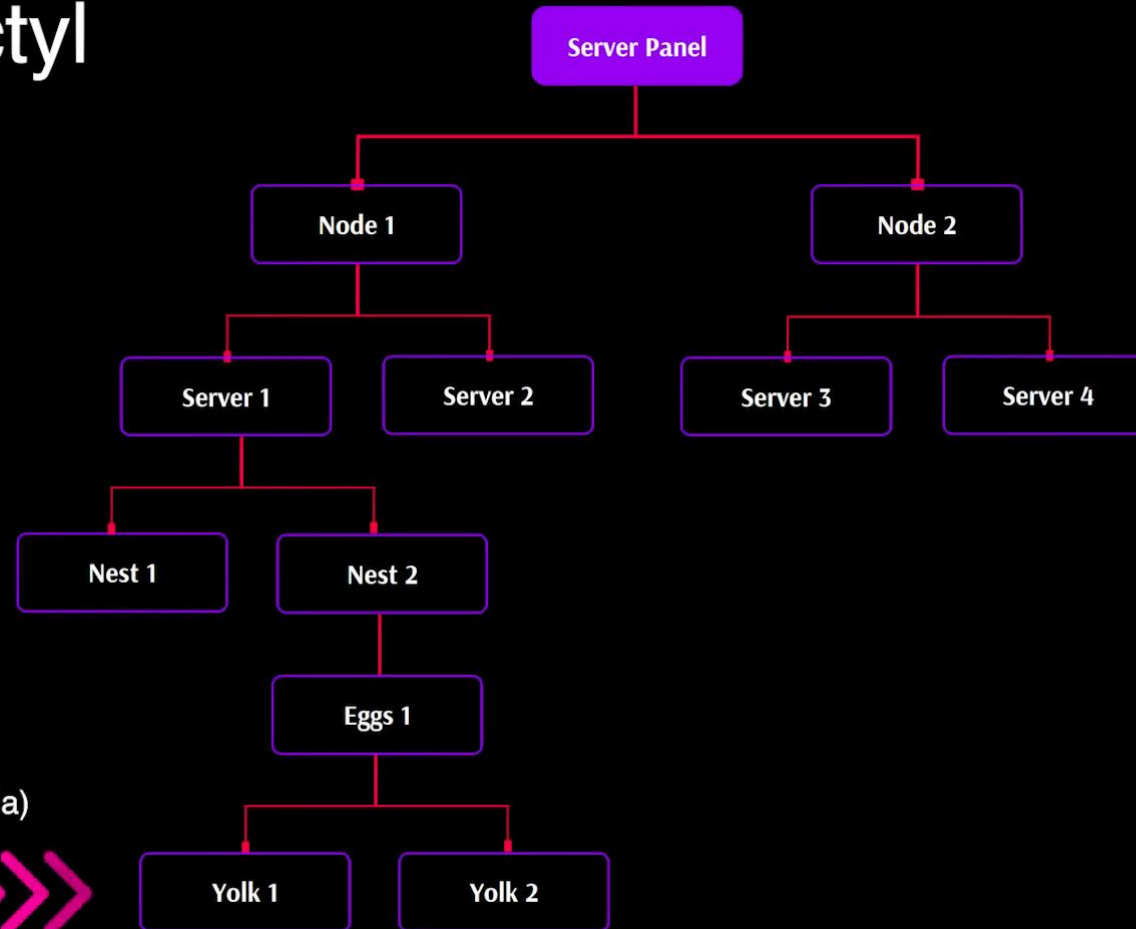 ctyl
Server Panel
Node 1
Node 2
Server 1
Server 2
Server 3
Server 4
Nest 1
Nest 2
Eggs 1
a)
Yolk 1
Yolk 2